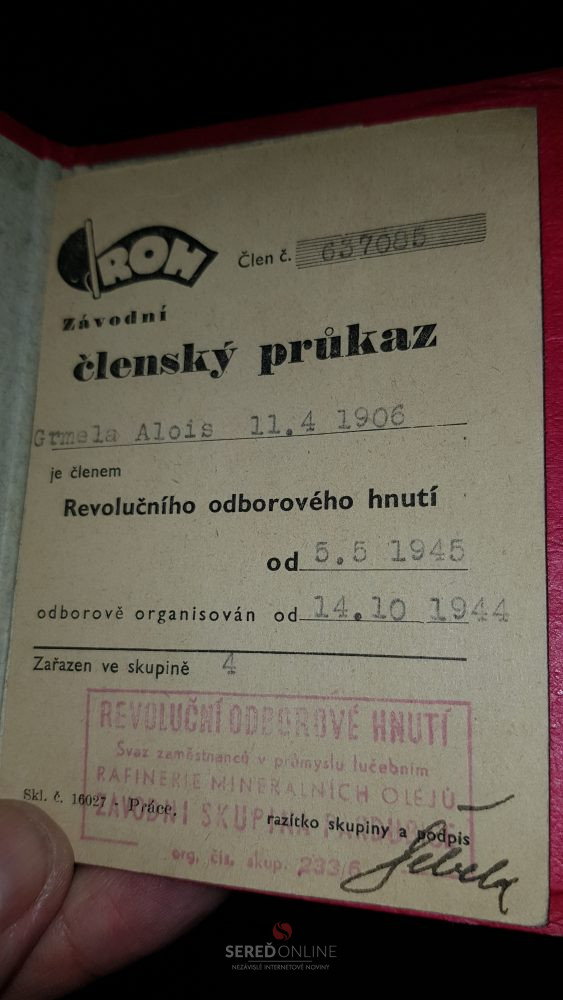 ROH
Člen č. 637085
Závodní
členský průkaz
Grmela Alois 11.4 1906
je členem
Revolučního odborového hnutí
od 5.5 1945
odborově organisován od 14.10 1944
Zařazen ve skupině 4
REVOLUČNÍ ODBOROVÉ HNUTÍ
Svaz zaměstnanců v průmyslu lučebním
RAFINERIE MINERALNÍCH OLEJŮ
ZÁVODNÍ SKUPINA PARDUBICE
Skl. č. 16027 - Práce.
razítko skupiny a podpis
org. čís. skup. 233/6
SEREĎONLINE
NEZÁVISLÉ INTERNETOVÉ NOVINY